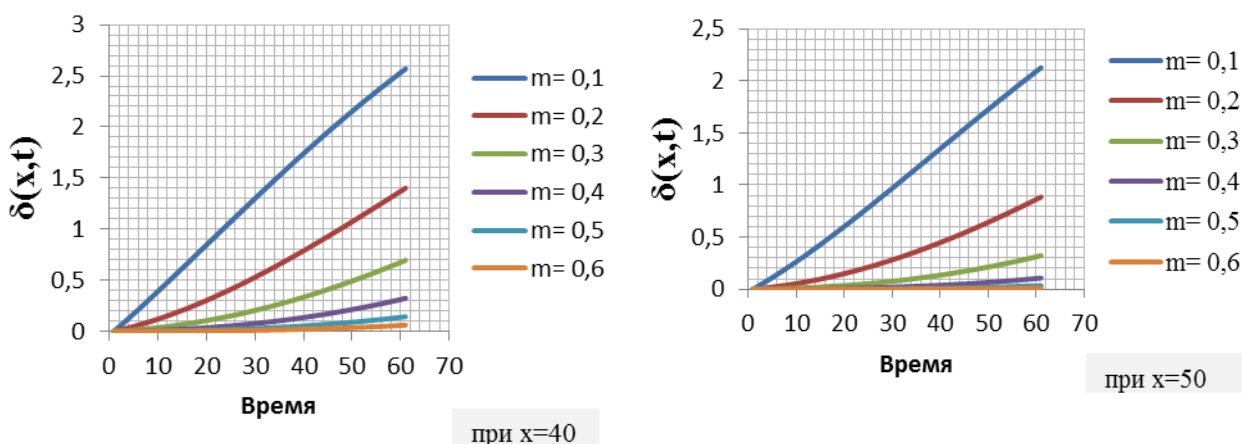 3
2,5
2
1,5
1
0,5
0
0 10 20 30 40 50 60 70
δ(x,t)
Время
m= 0,1
m= 0,2
m= 0,3
m= 0,4
m= 0,5
m= 0,6
при x=40
2,5
2
1,5
1
0,5
0
0 10 20 30 40 50 60 70
δ(x,t)
Время
m= 0,1
m= 0,2
m= 0,3
m= 0,4
m= 0,5
m= 0,6
при x=50